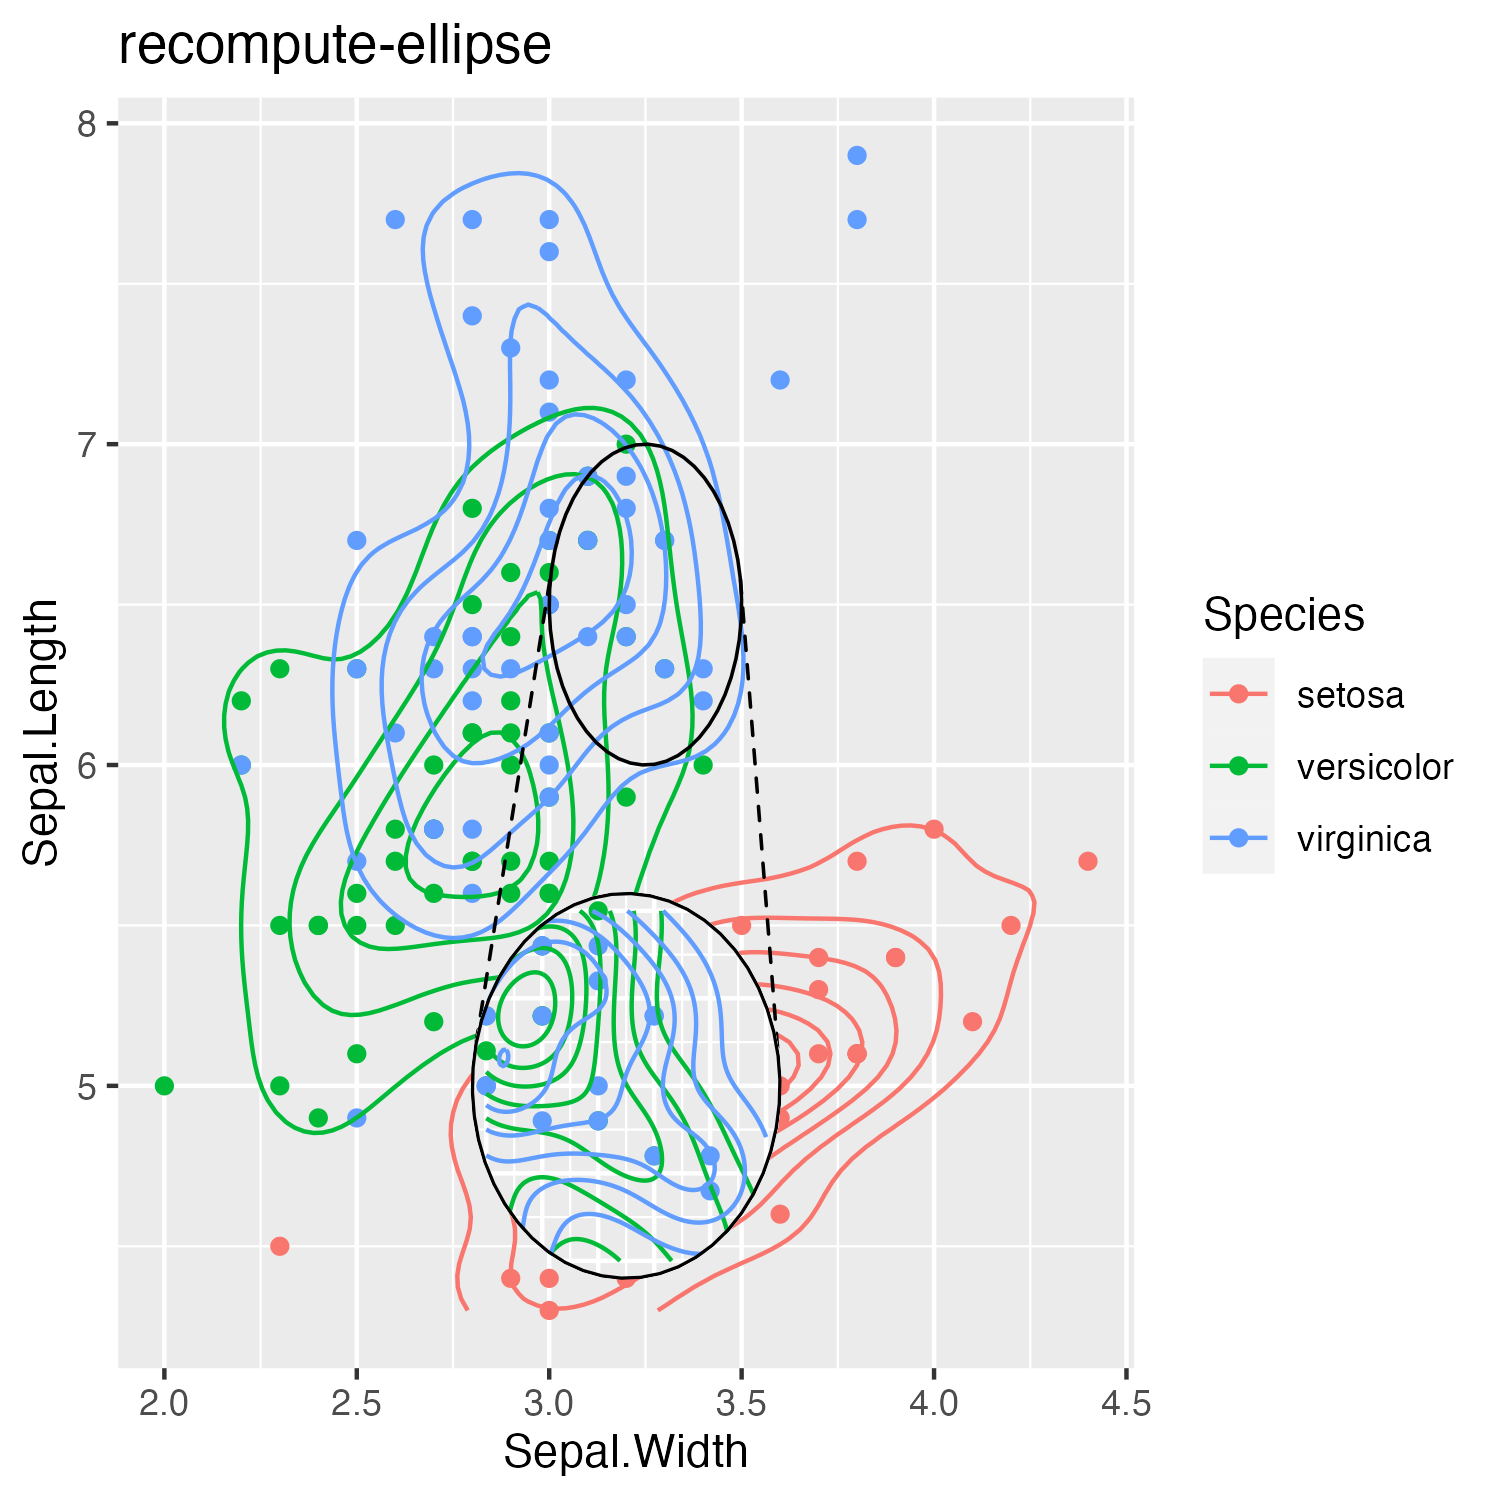 recompute-ellipse
8
7
6
5
Sepal.Length
2.0 2.5 3.0 3.5 4.0 4.5
Sepal.Width
Species
setosa
versicolor
virginica